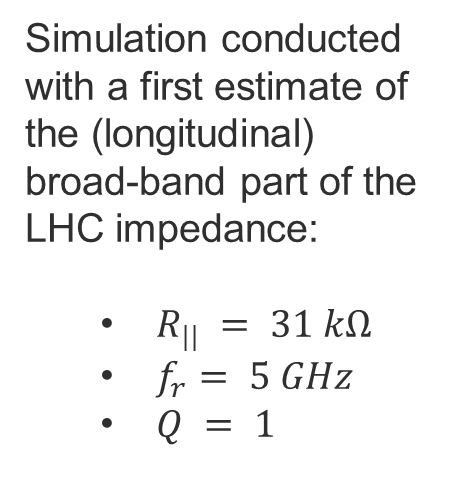 Simulation conducted
with a first estimate of
the (longitudinal)
broad-band part of the
LHC impedance:
• R|| = 31 kΩ
• fr = 5 GHz
• Q = 1